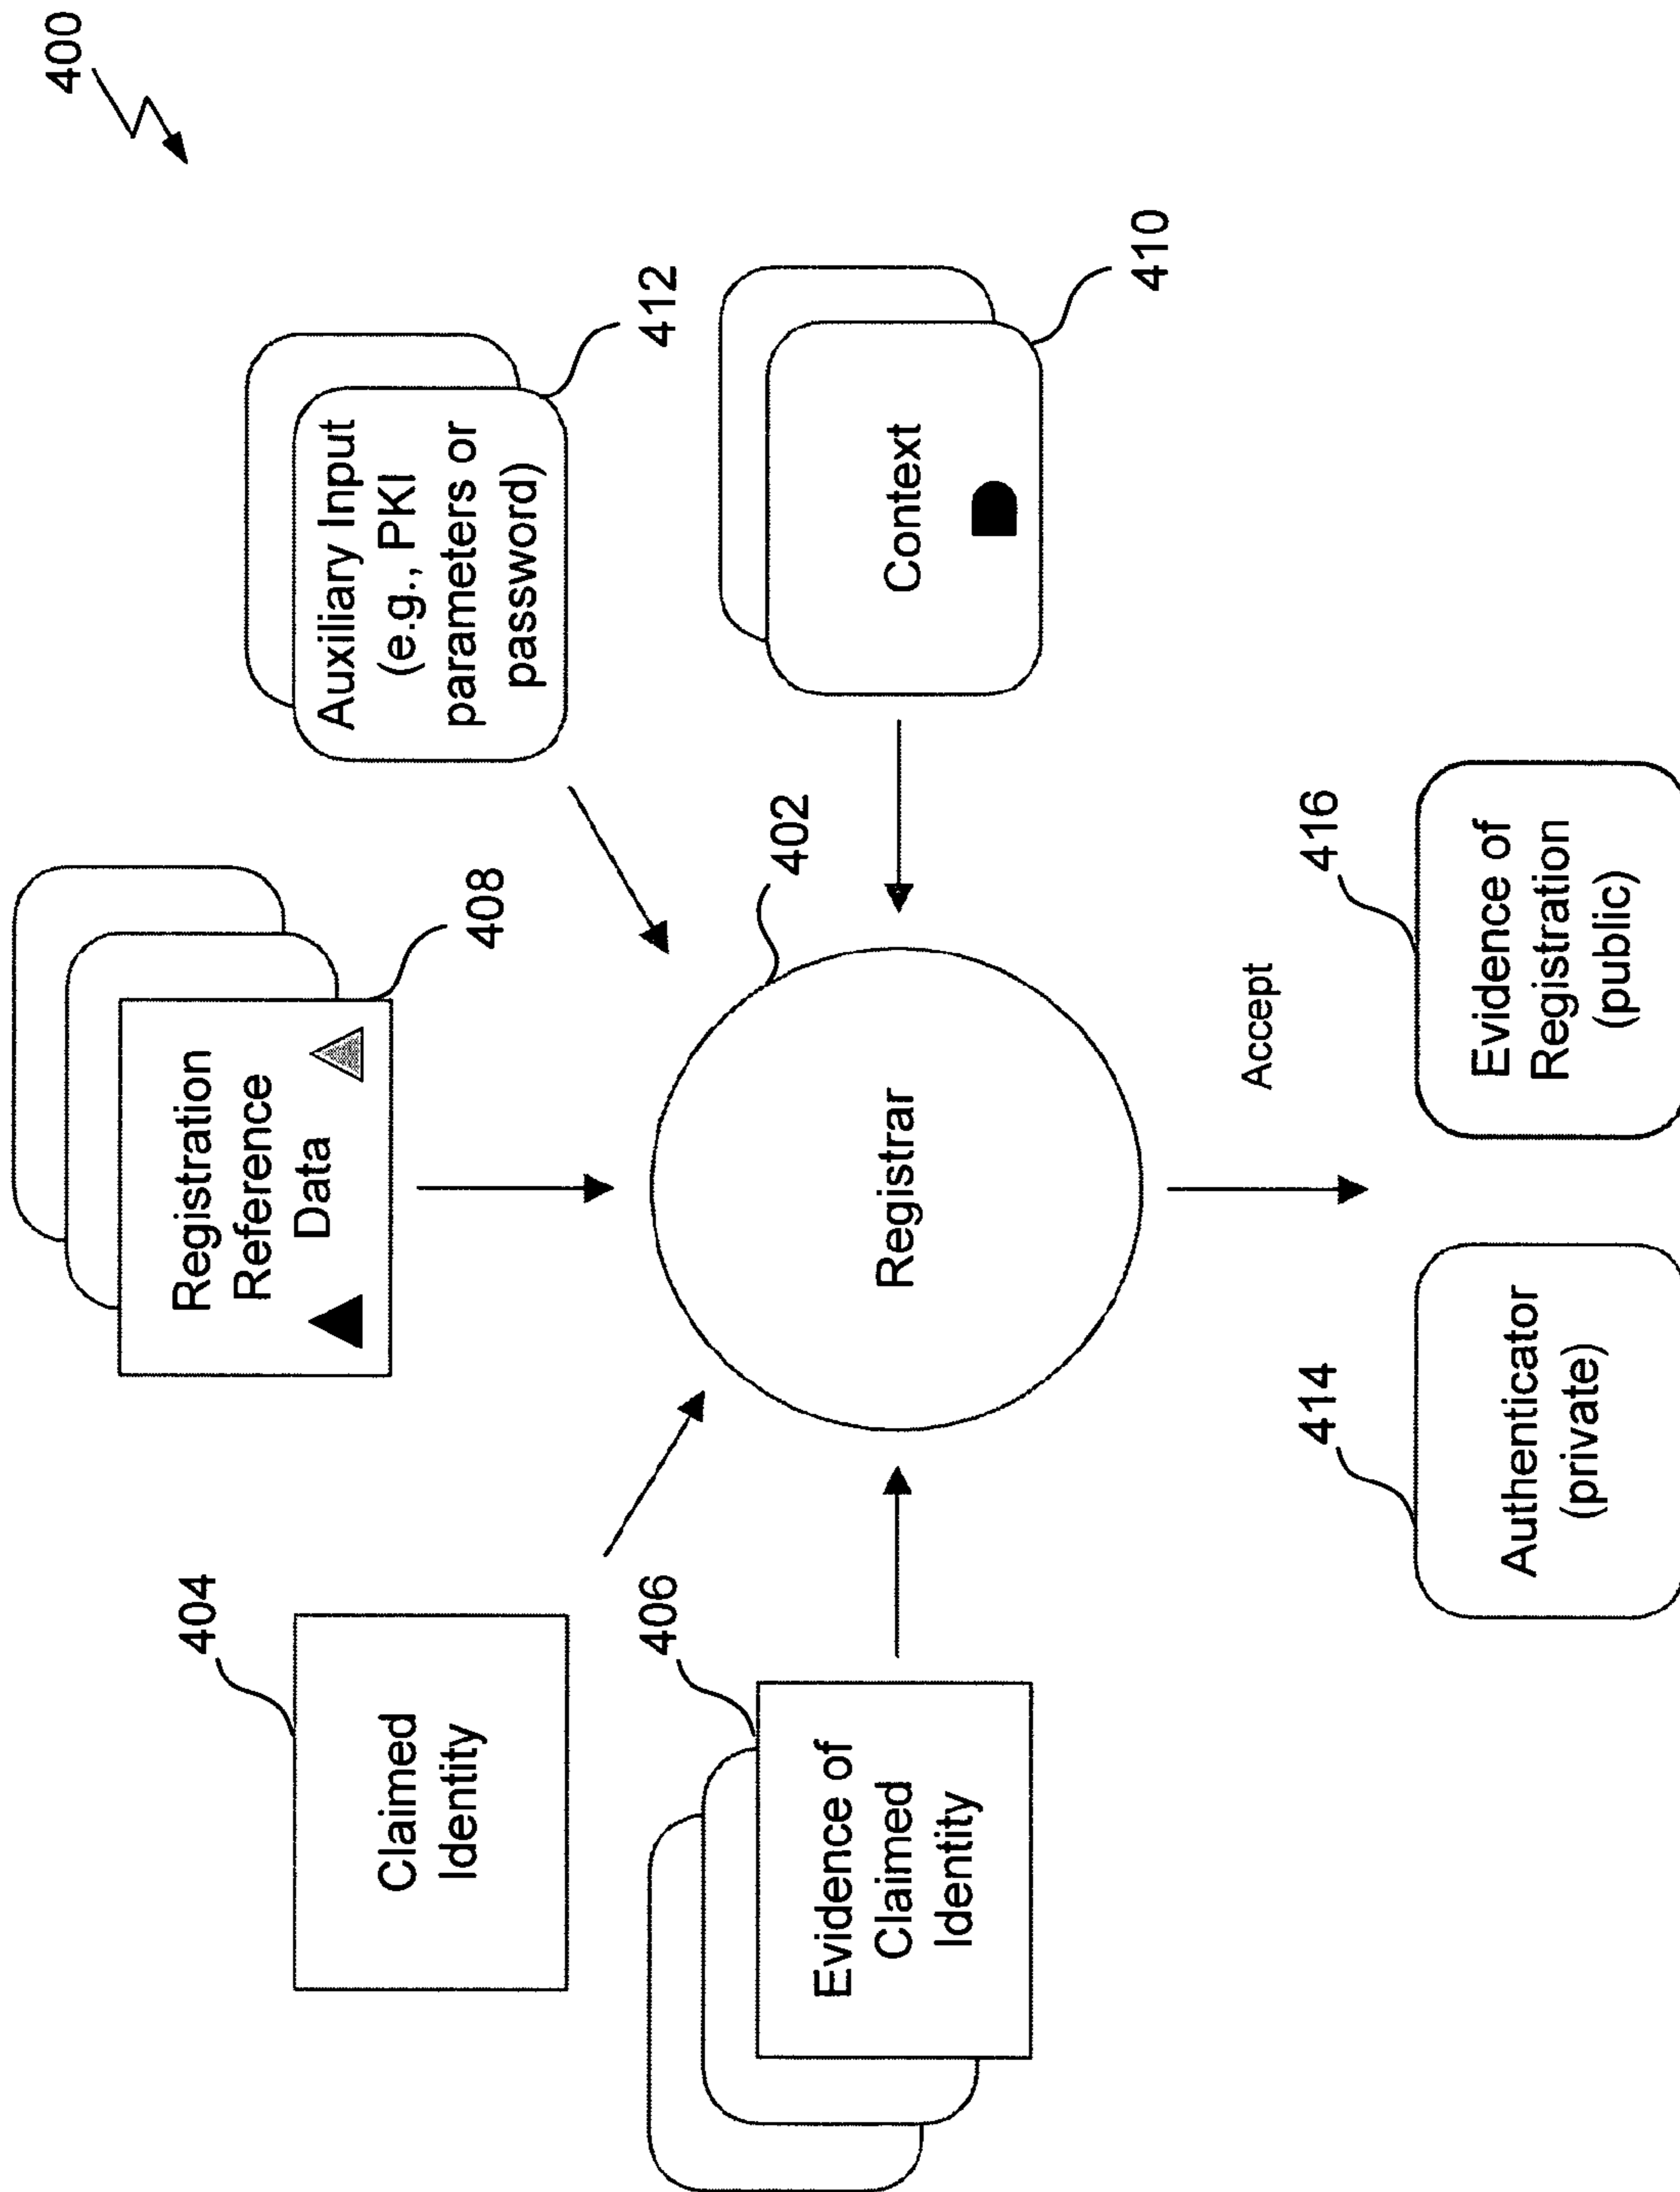 400
408
Registration
Reference
Data
404
Claimed
Identity
412
Auxiliary Input
(e.g., PKI
parameters or
password)
406
Evidence of
Claimed
Identity
402
Registrar
Context
410
Accept
414
Authenticator
(private)
416
Evidence of
Registration
(public)